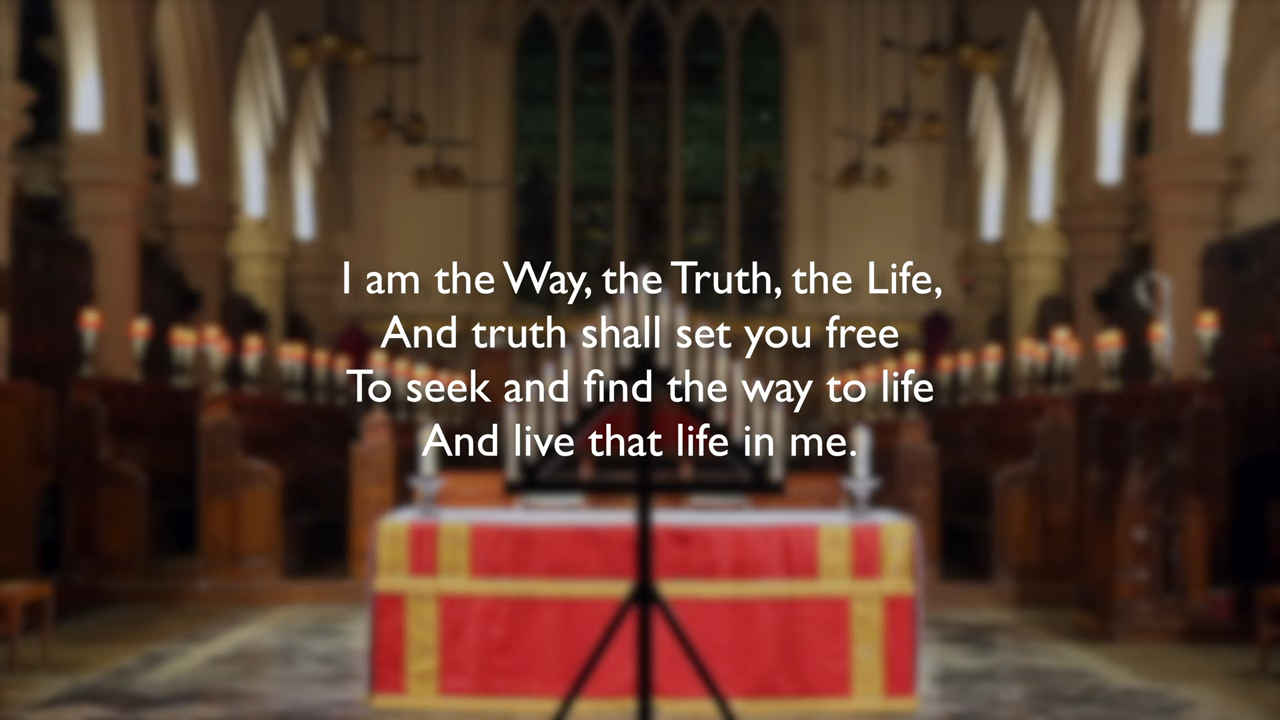 I am the Way, the Truth, the Life,
And truth shall set you free
To seek and find the way to life
And live that life in me.